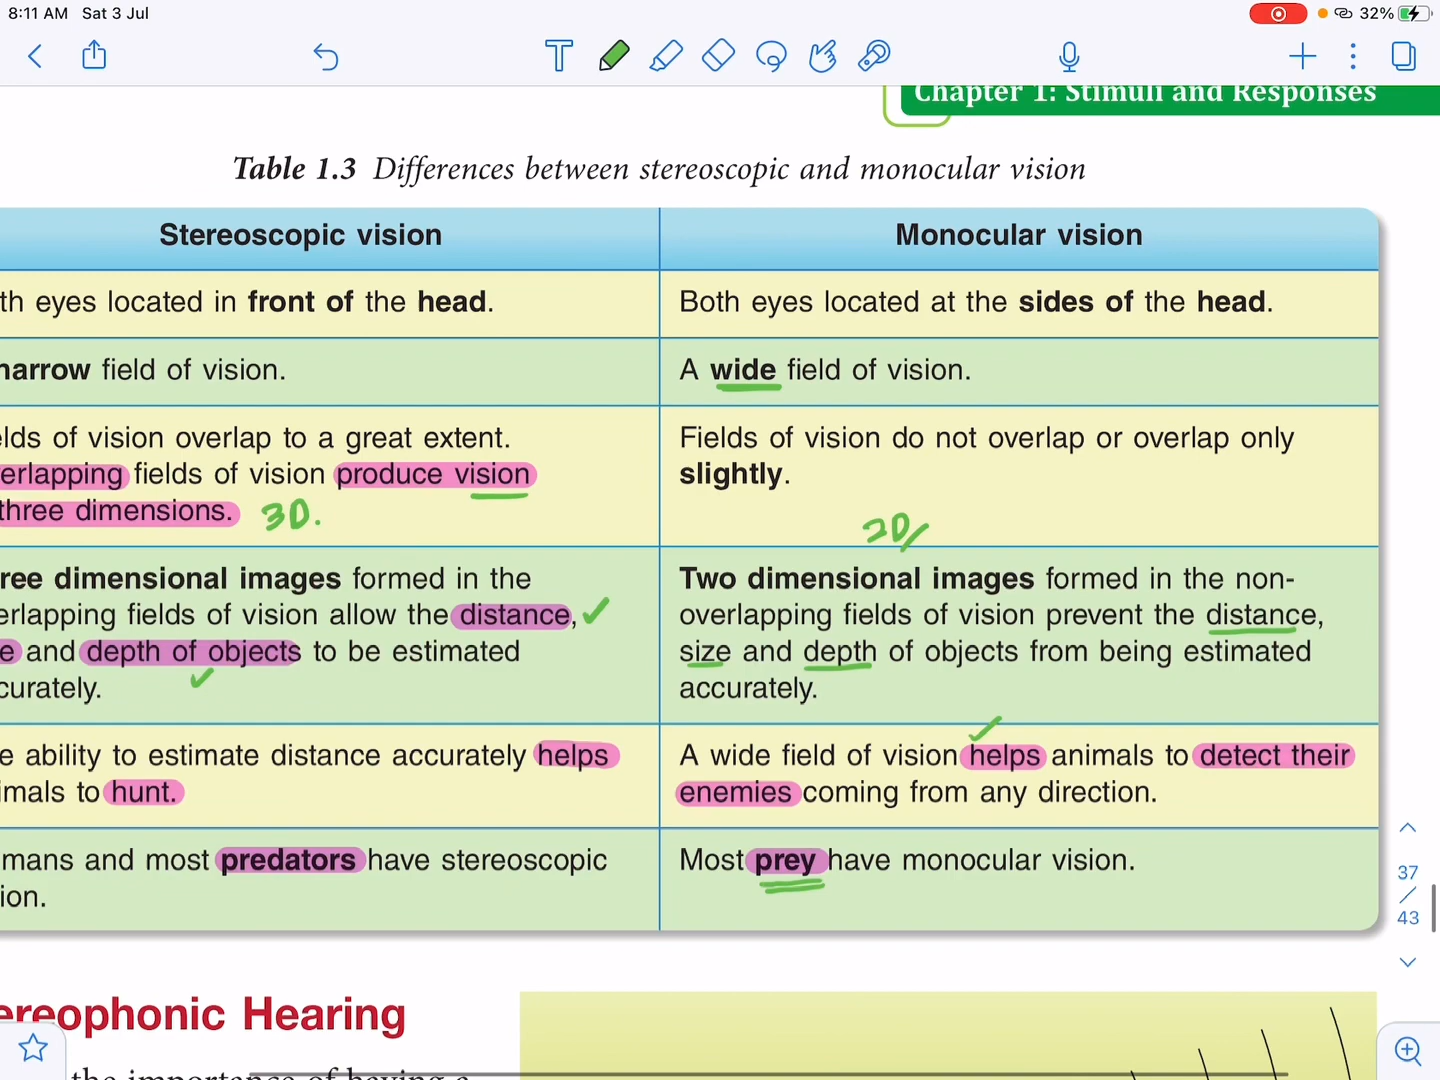 8:11 AM Sat 3 Jul
32%
Chapter 1: Stimuli and Responses
Table 1.3 Differences between stereoscopic and monocular vision
Stereoscopic vision
Monocular vision
th eyes located in front of the head.
Both eyes located at the sides of the head.
narrow field of vision.
A wide field of vision.
elds of vision overlap to a great extent.
erlapping fields of vision produce vision
three dimensions. 3D.
Fields of vision do not overlap or overlap only
slightly.
2D
ree dimensional images formed in the
erlapping fields of vision allow the distance,
e and depth of objects to be estimated
curately.
Two dimensional images formed in the non-
overlapping fields of vision prevent the distance,
size and depth of objects from being estimated
accurately.
e ability to estimate distance accurately helps
imals to hunt.
A wide field of vision helps animals to detect their
enemies coming from any direction.
mans and most predators have stereoscopic
ion.
Most prey have monocular vision.
37
43
ereophonic Hearing
the importance of having a